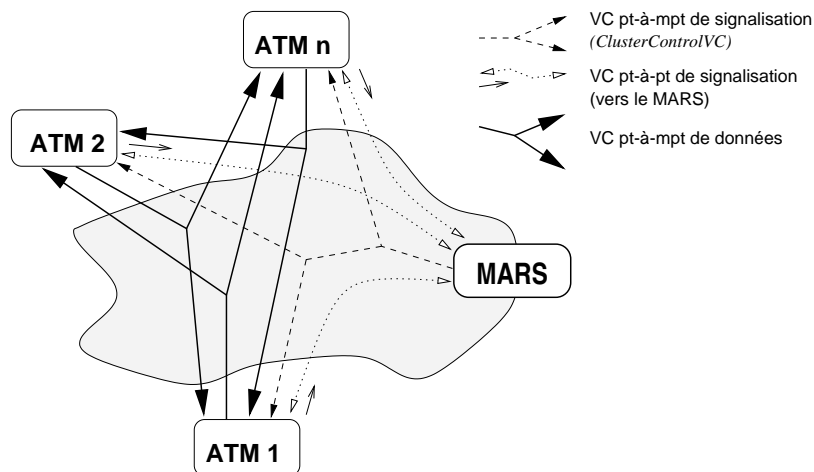 ATM n
ATM 2
MARS
ATM 1
VC pt-à-mpt de signalisation
(ClusterControlVC)
VC pt-à-pt de signalisation
(vers le MARS)
VC pt-à-mpt de données